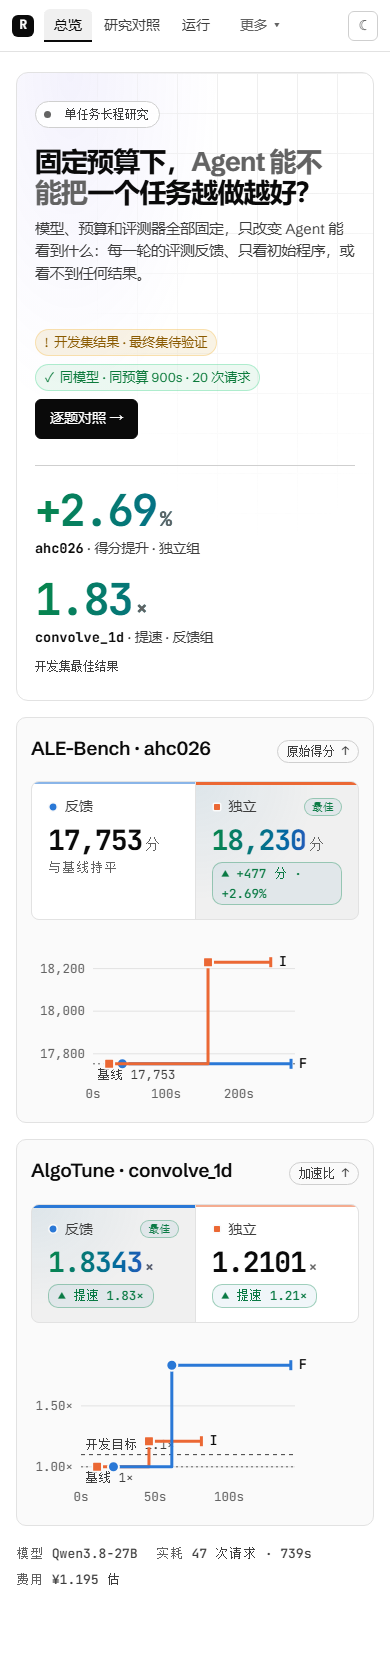 R 总览 研究对照 运行 更多 ▾ ☾
● 单任务长程研究
固定预算下，Agent 能不
能把一个任务越做越好？
模型、预算和评测器全部固定，只改变 Agent 能
看到什么：每一轮的评测反馈、只看初始程序，或
看不到任何结果。
! 开发集结果 · 最终集待验证
✓ 同模型 · 同预算 900s · 20 次请求
逐题对照 →
+2.69%
ahc026 · 得分提升 · 独立组
1.83×
convolve_1d · 提速 · 反馈组
开发集最佳结果
ALE-Bench · ahc026
原始得分 ↑
反馈
17,753 分
与基线持平
独立 最佳
18,230 分
▲ +477 分 ·
+2.69%
18,200
18,000
17,800
I
F
基线 17,753
0s 100s 200s
AlgoTune · convolve_1d
加速比 ↑
反馈 最佳
1.8343×
▲ 提速 1.83×
独立
1.2101×
▲ 提速 1.21×
F
1.50×
开发目标
I
1.00×
基线 1×
0s 50s 100s
模型 Qwen3.8-27B 实耗 47 次请求 · 739s
费用 ¥1.195 估